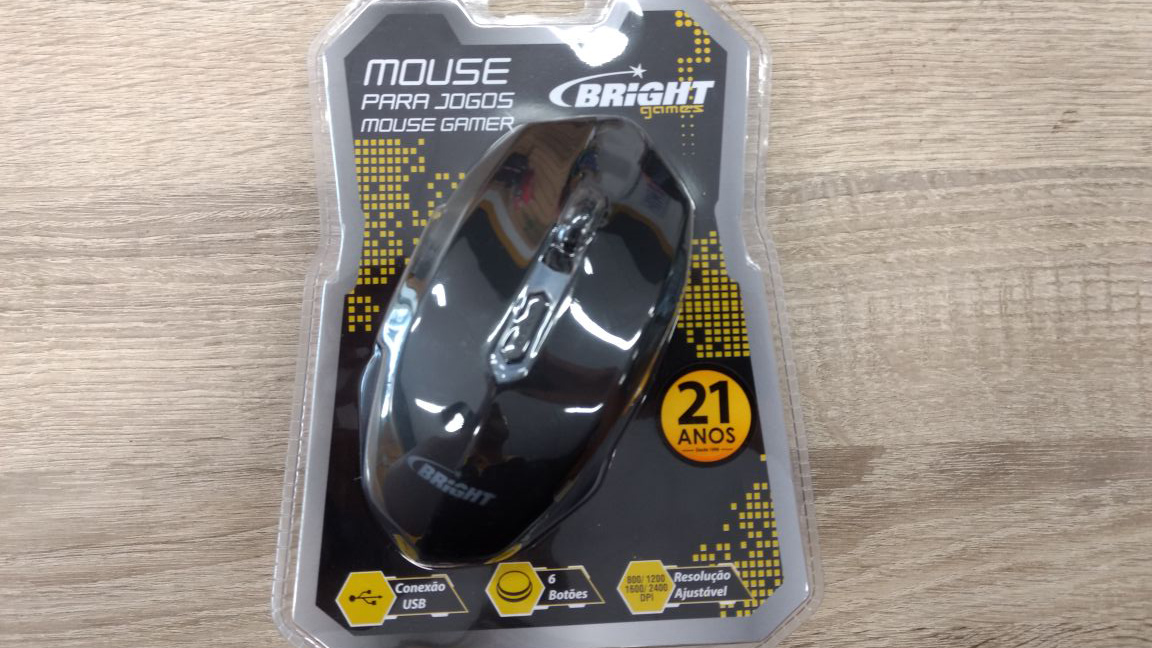 MOUSE
PARA JOGOS
MOUSE GAMER
BRiGHT
games
21
ANOS
BRiGHT
Conexão
USB
6
Botões
800/ 1200
1600/ 2400
DPI
Resolução
Ajustável